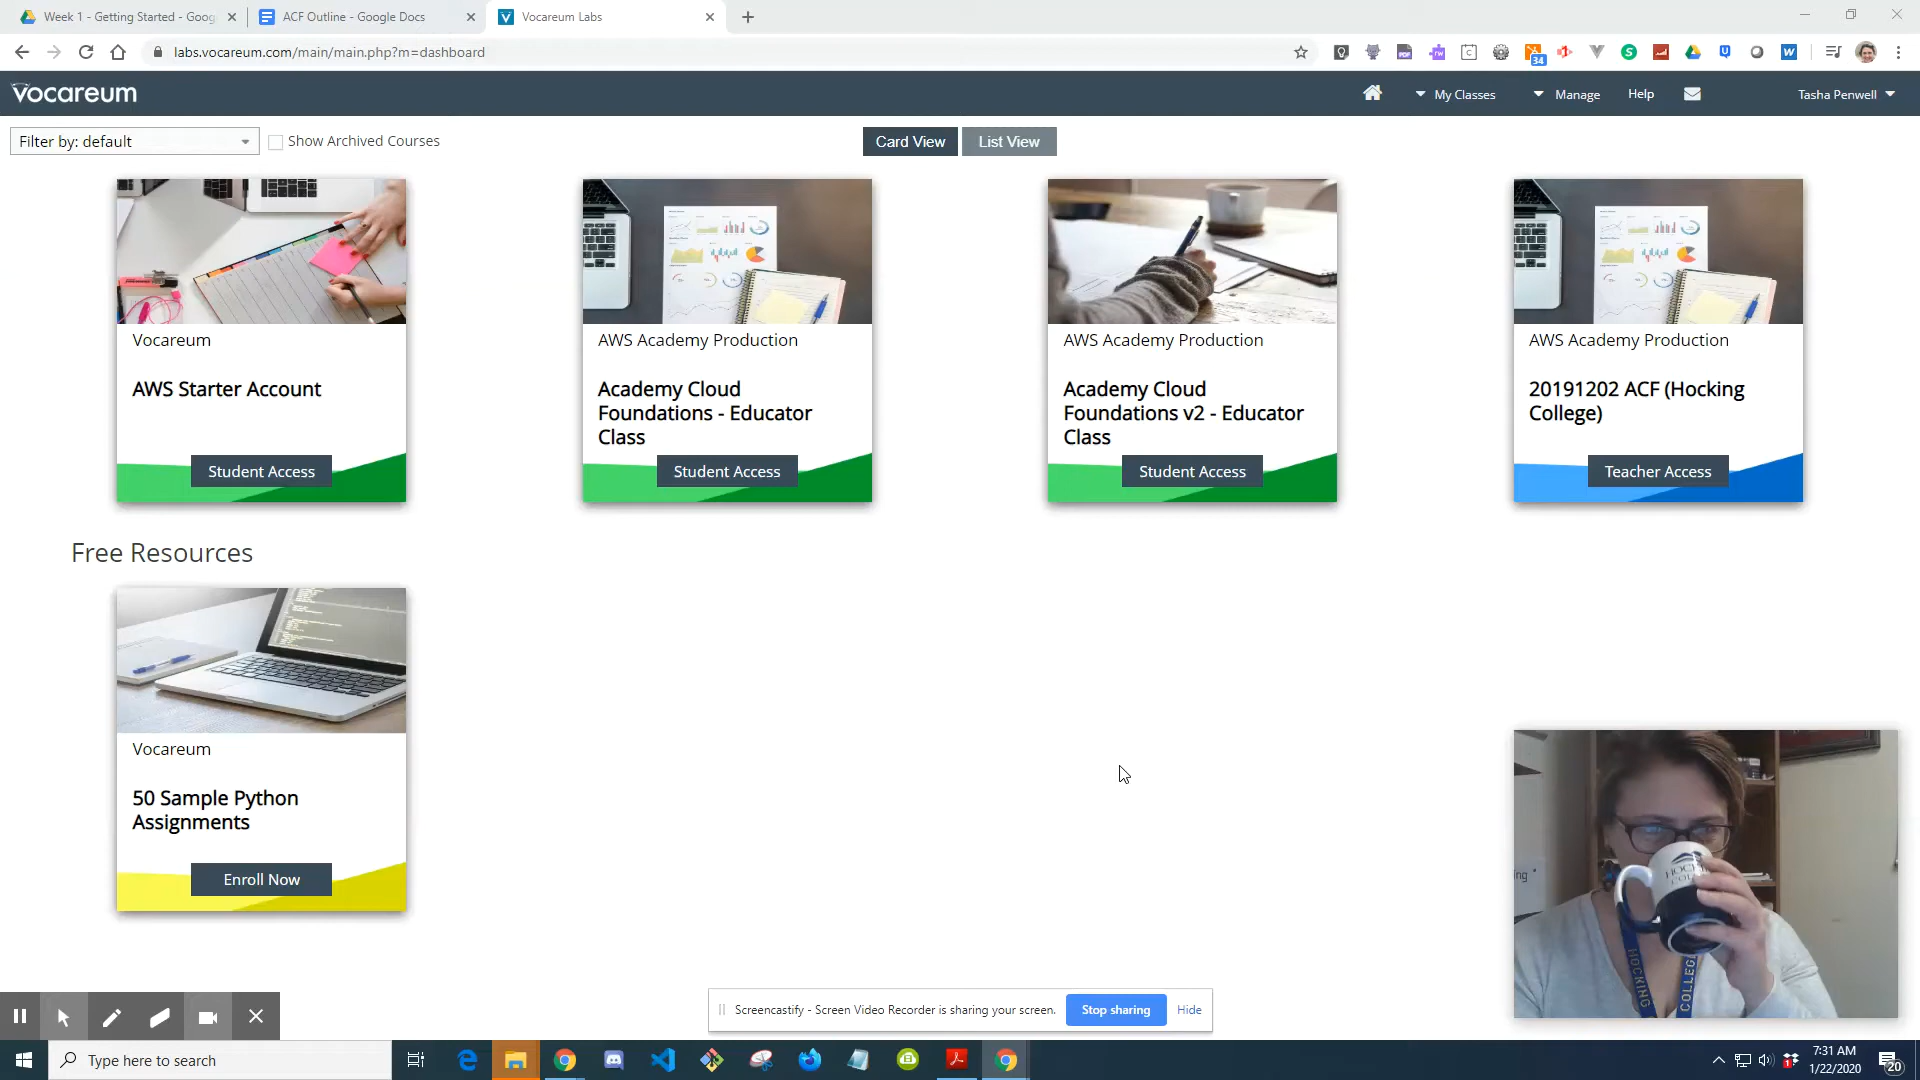 Week 1 - Getting Started - Goog
ACF Outline - Google Docs
Vocareum Labs
labs.vocareum.com/main/main.php?m=dashboard
34
vocareum
My Classes
Manage
Help
Tasha Penwell
Filter by: default
Show Archived Courses
Card View
List View
Vocareum
AWS Starter Account
Student Access
AWS Academy Production
Academy Cloud
Foundations - Educator
Class
Student Access
AWS Academy Production
Academy Cloud
Foundations v2 - Educator
Class
Student Access
AWS Academy Production
20191202 ACF (Hocking
College)
Teacher Access
Free Resources
Vocareum
50 Sample Python
Assignments
Enroll Now
HOCKING
COLLEGE
Screencastify - Screen Video Recorder is sharing your screen.
Stop sharing
Hide
Type here to search
7:31 AM
1/22/2020
20